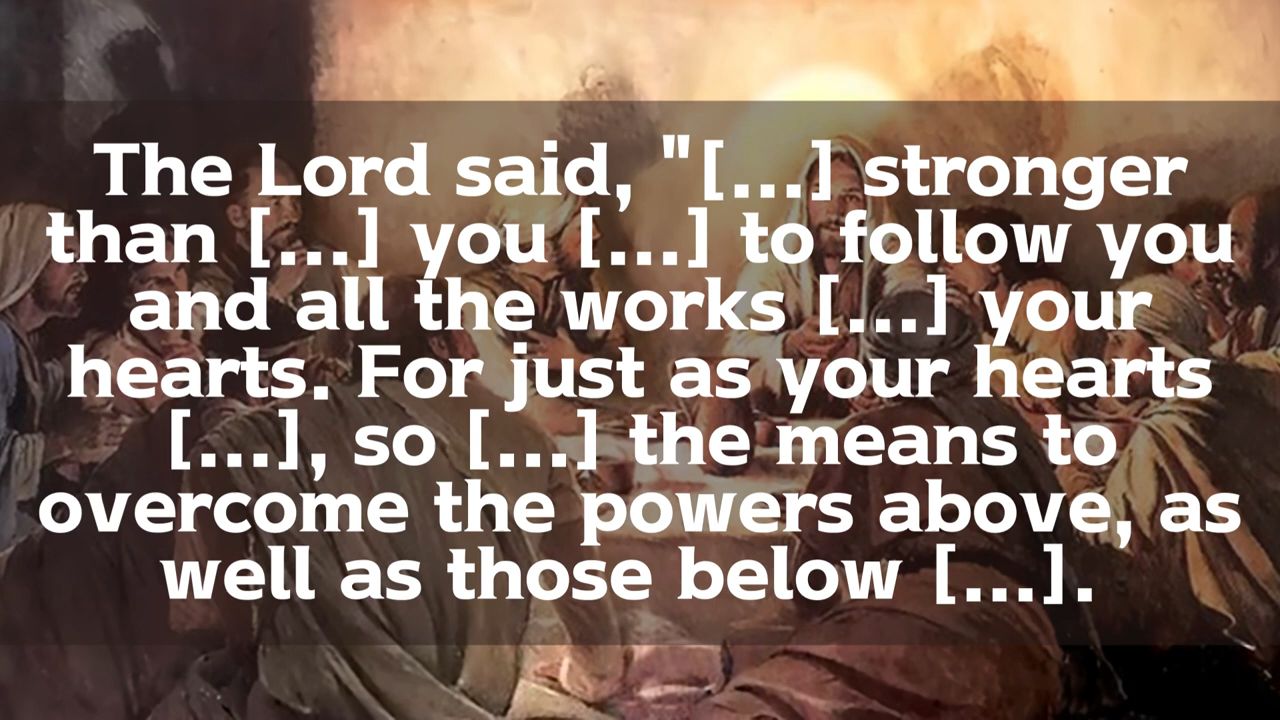 The Lord said, "[...] stronger
than [...] you [...] to follow you
and all the works [...] your
hearts. For just as your hearts
[...], so [...] the means to
overcome the powers above, as
well as those below [...].